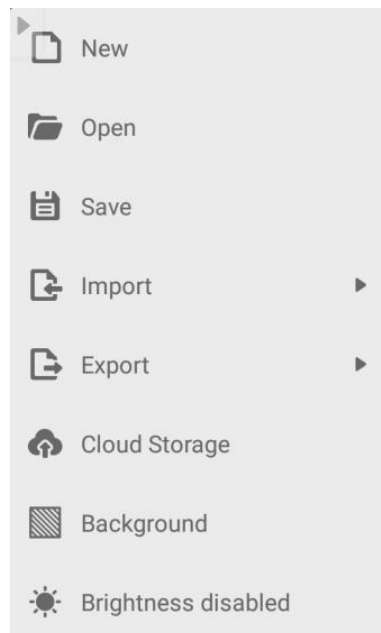 New
Open
Save
Import
Export
Cloud Storage
Background
Brightness disabled